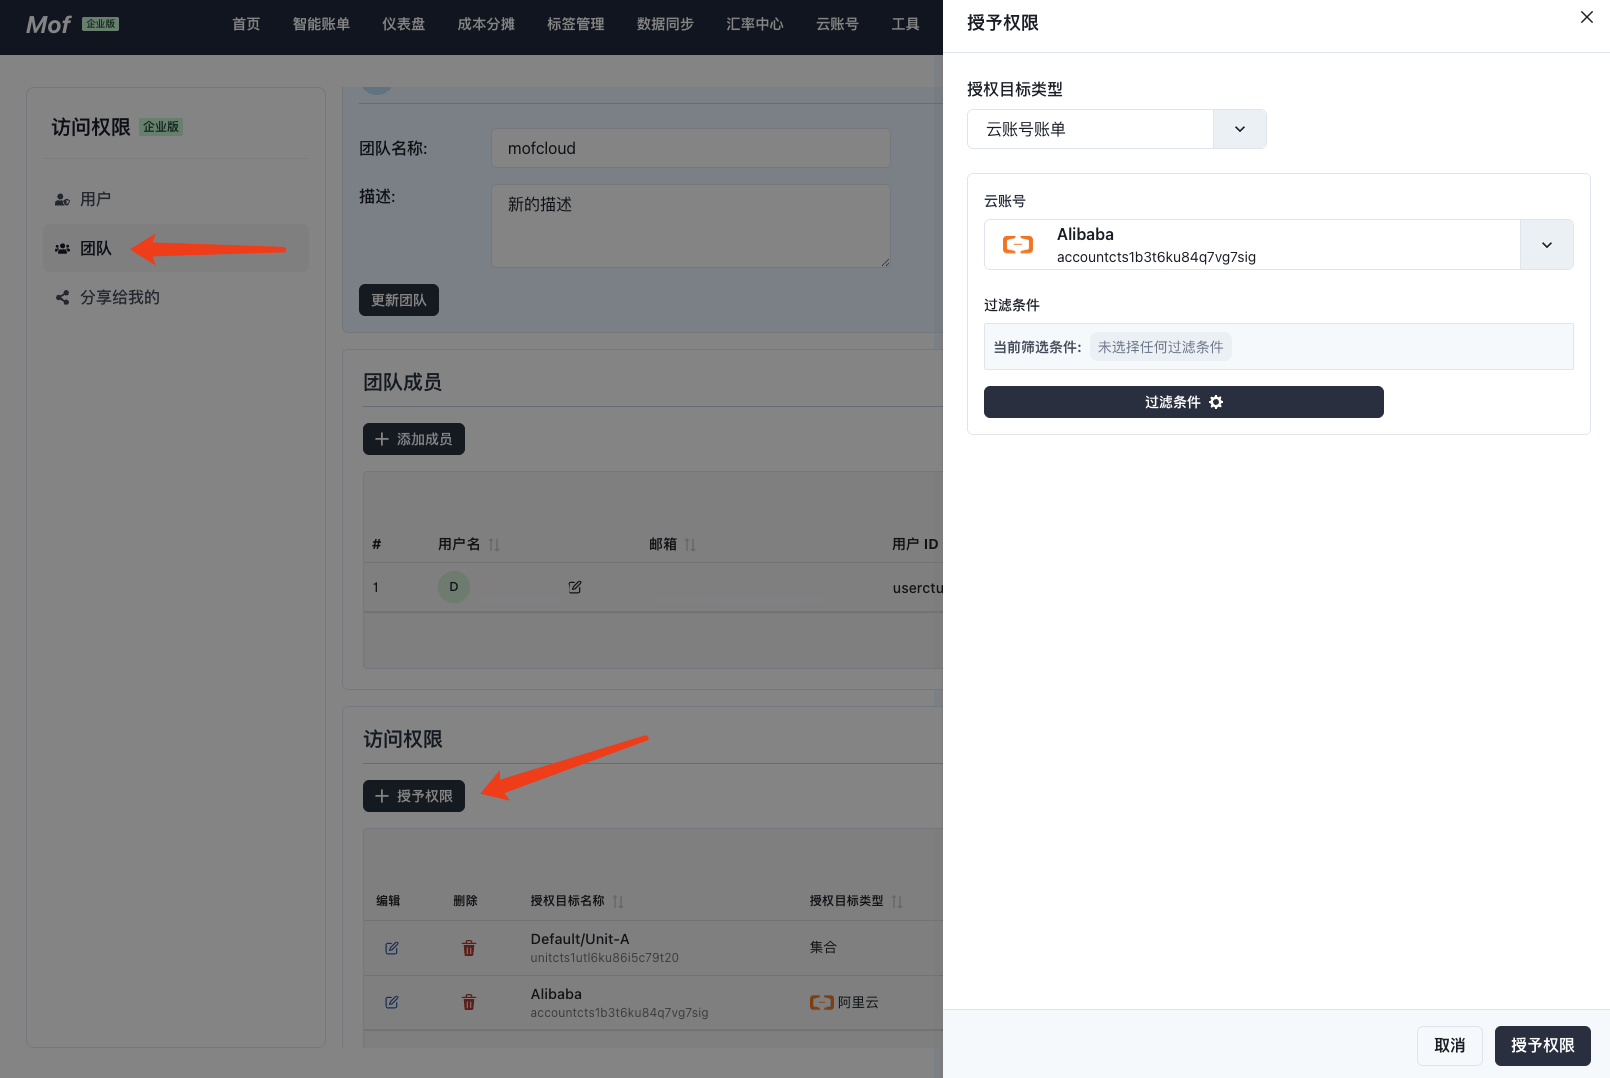 Mof 企业版
首页 智能账单 仪表盘 成本分摊 标签管理 数据同步 汇率中心 云账号 工具
访问权限 企业版
用户
团队
分享给我的
团队名称: mofcloud
描述: 新的描述
更新团队
团队成员
添加成员
# 用户名 邮箱 用户 ID
1 D userctu
访问权限
授予权限
编辑 删除 授权目标名称 授权目标类型
Default/Unit-A 集合
unitcts1utl6ku86i5c79t20
Alibaba 阿里云
accountcts1b3t6ku84q7vg7sig
授予权限
授权目标类型
云账号账单
云账号
Alibaba
accountcts1b3t6ku84q7vg7sig
过滤条件
当前筛选条件: 未选择任何过滤条件
过滤条件
取消 授予权限